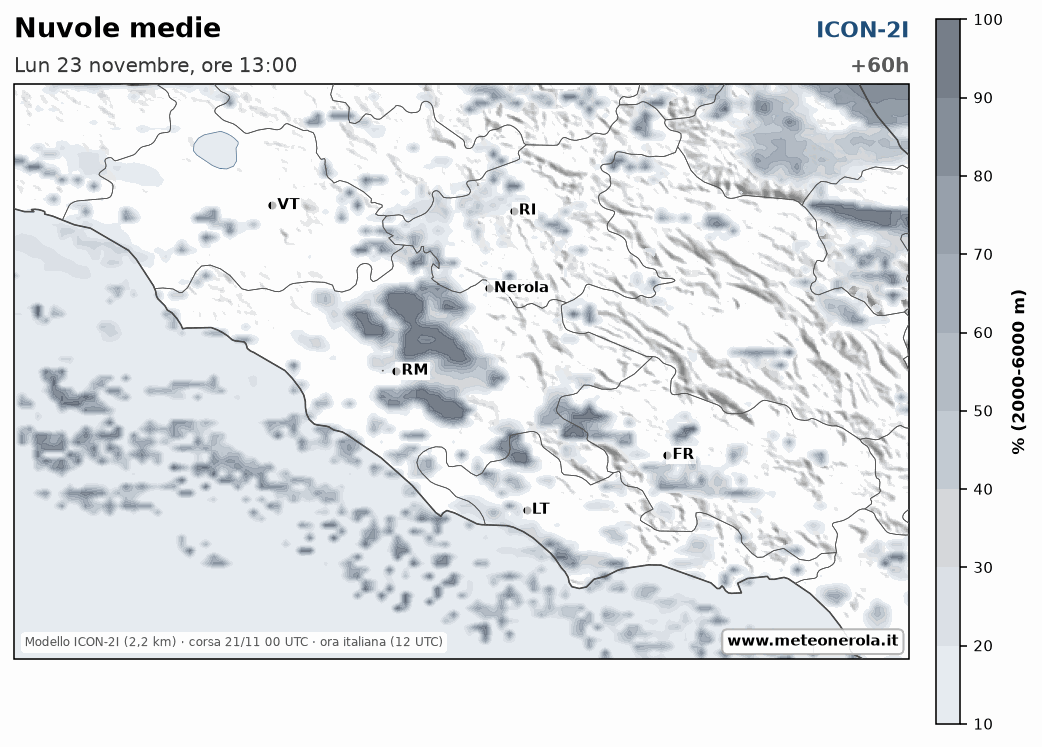 Nuvole medie
ICON-2I
Lun 23 novembre, ore 13:00
+60h
VT
RI
Nerola
RM
FR
LT
Modello ICON-2I (2,2 km) · corsa 21/11 00 UTC · ora italiana (12 UTC)
www.meteonerola.it
100
90
80
70
60
50
40
30
20
10
% (2000-6000 m)